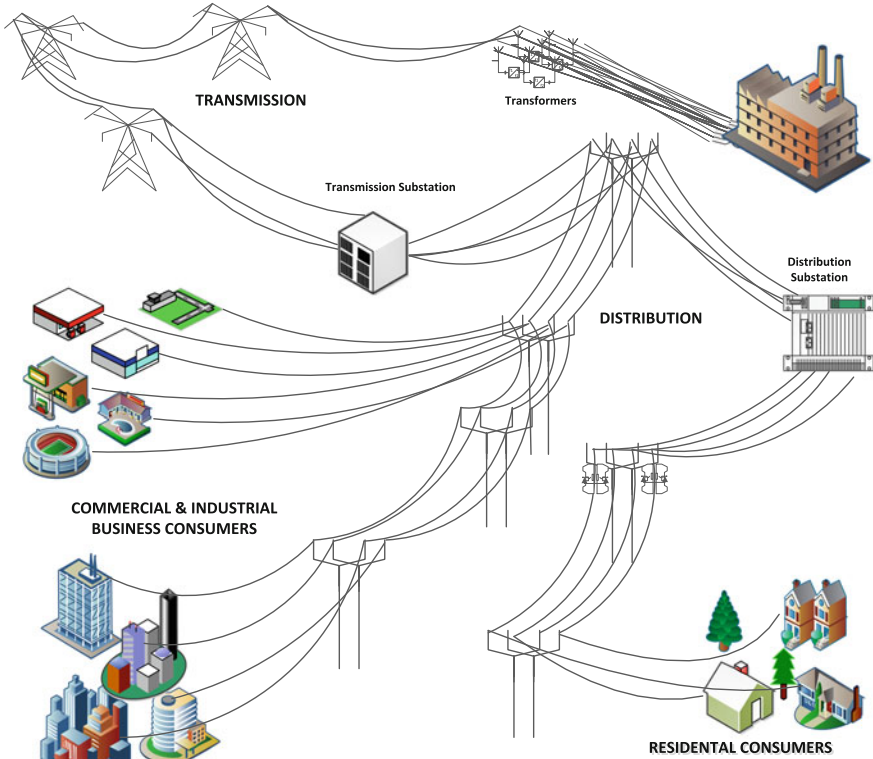 TRANSMISSION
Transformers
Transmission Substation
Distribution
Substation
DISTRIBUTION
COMMERCIAL & INDUSTRIAL
BUSINESS CONSUMERS
RESIDENTAL CONSUMERS